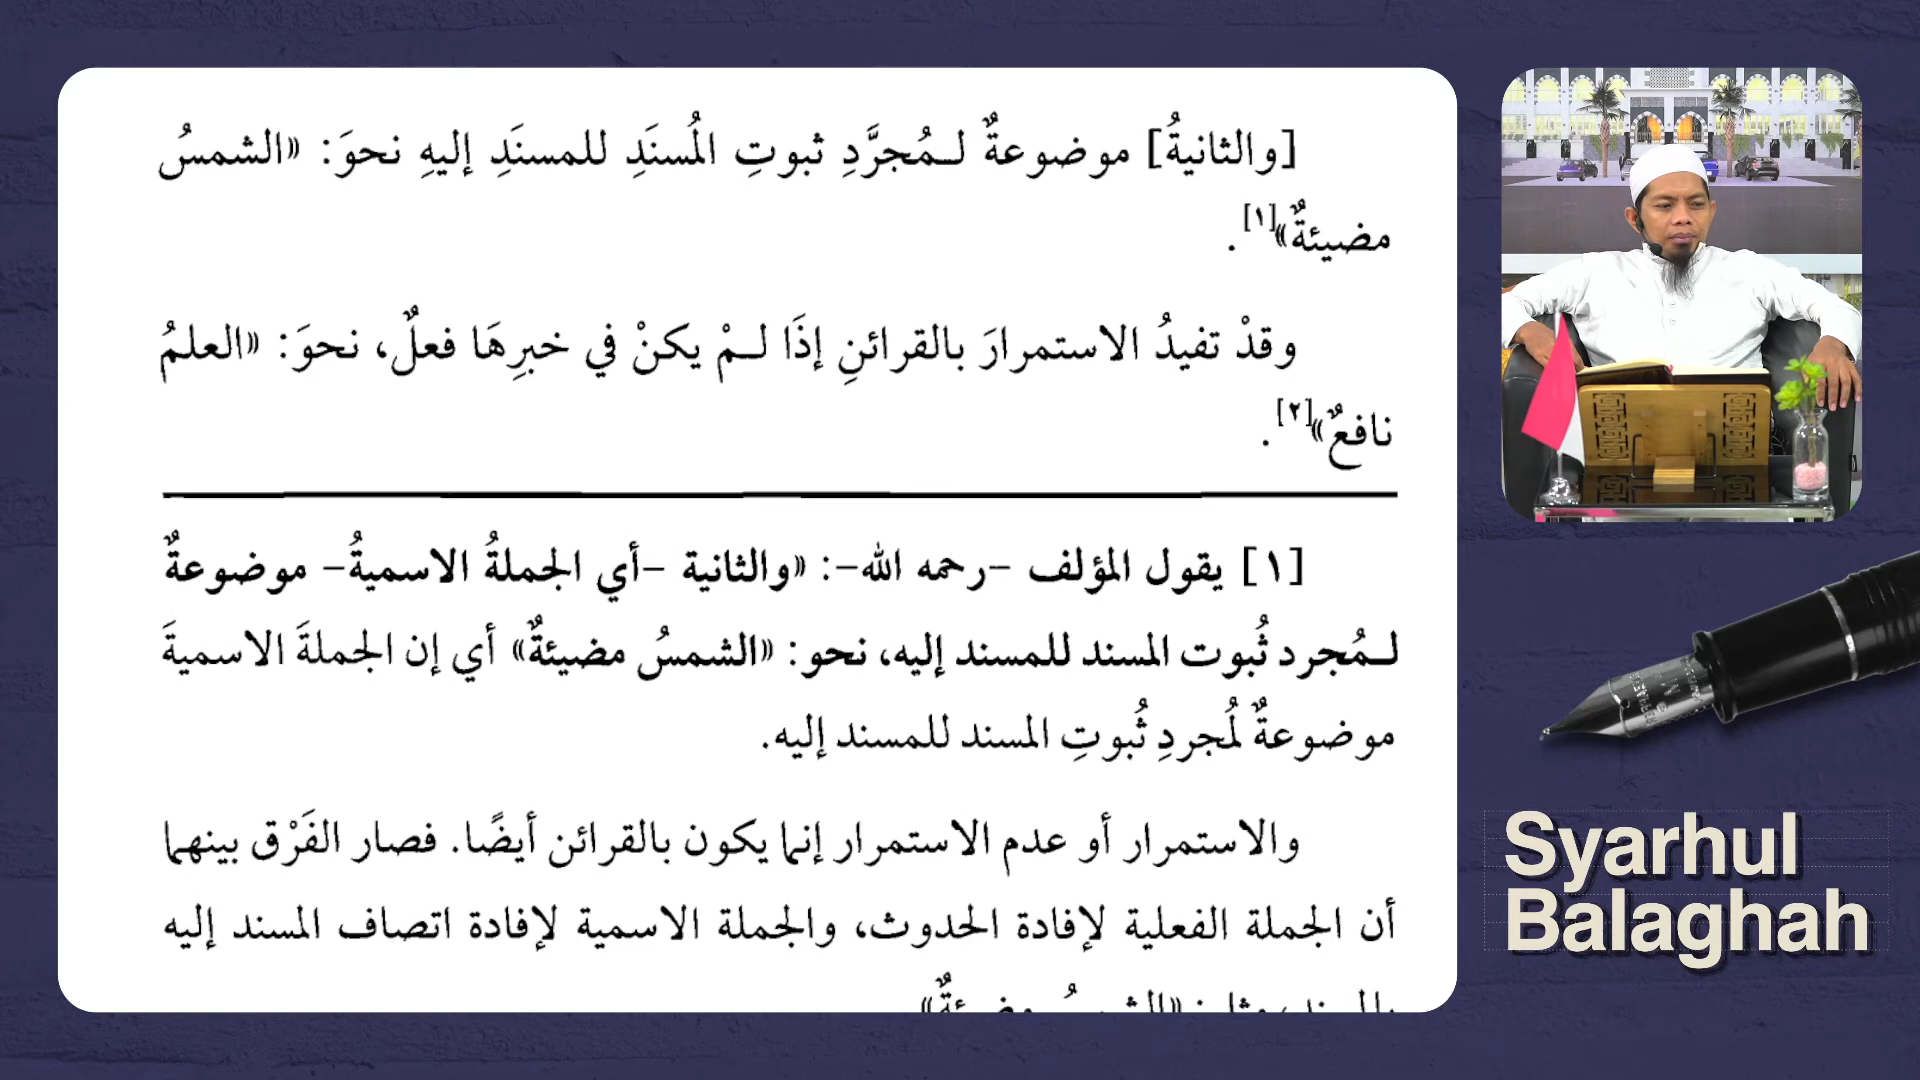 [والثانيةُ] موضوعةٌ لـمُجرَّدِ ثبوتِ المُسنَدِ للمسنَدِ إليهِ نحوَ: «الشمسُ
مضيئةٌ»[١].
وقدْ تفيدُ الاستمرارَ بالقرائنِ إذَا لـمْ يكنْ في خبرِهَا فعلٌ، نحوَ: «العلمُ
نافعٌ»[٢].
[١] يقول المؤلف -رحمه الله-: «والثانية -أي الجملةُ الاسميةُ- موضوعةٌ
لـمُجرد ثُبوت المسند للمسند إليه، نحو: «الشمسُ مضيئةٌ» أي إن الجملةَ الاسميةَ
موضوعةٌ لمُجردِ ثُبوتِ المسند للمسند إليه.
والاستمرار أو عدم الاستمرار إنما يكون بالقرائن أيضًا. فصار الفَرْق بينهما
أن الجملة الفعلية لإفادة الحدوث، والجملة الاسمية لإفادة اتصاف المسند إليه
Syarhul
Balaghah